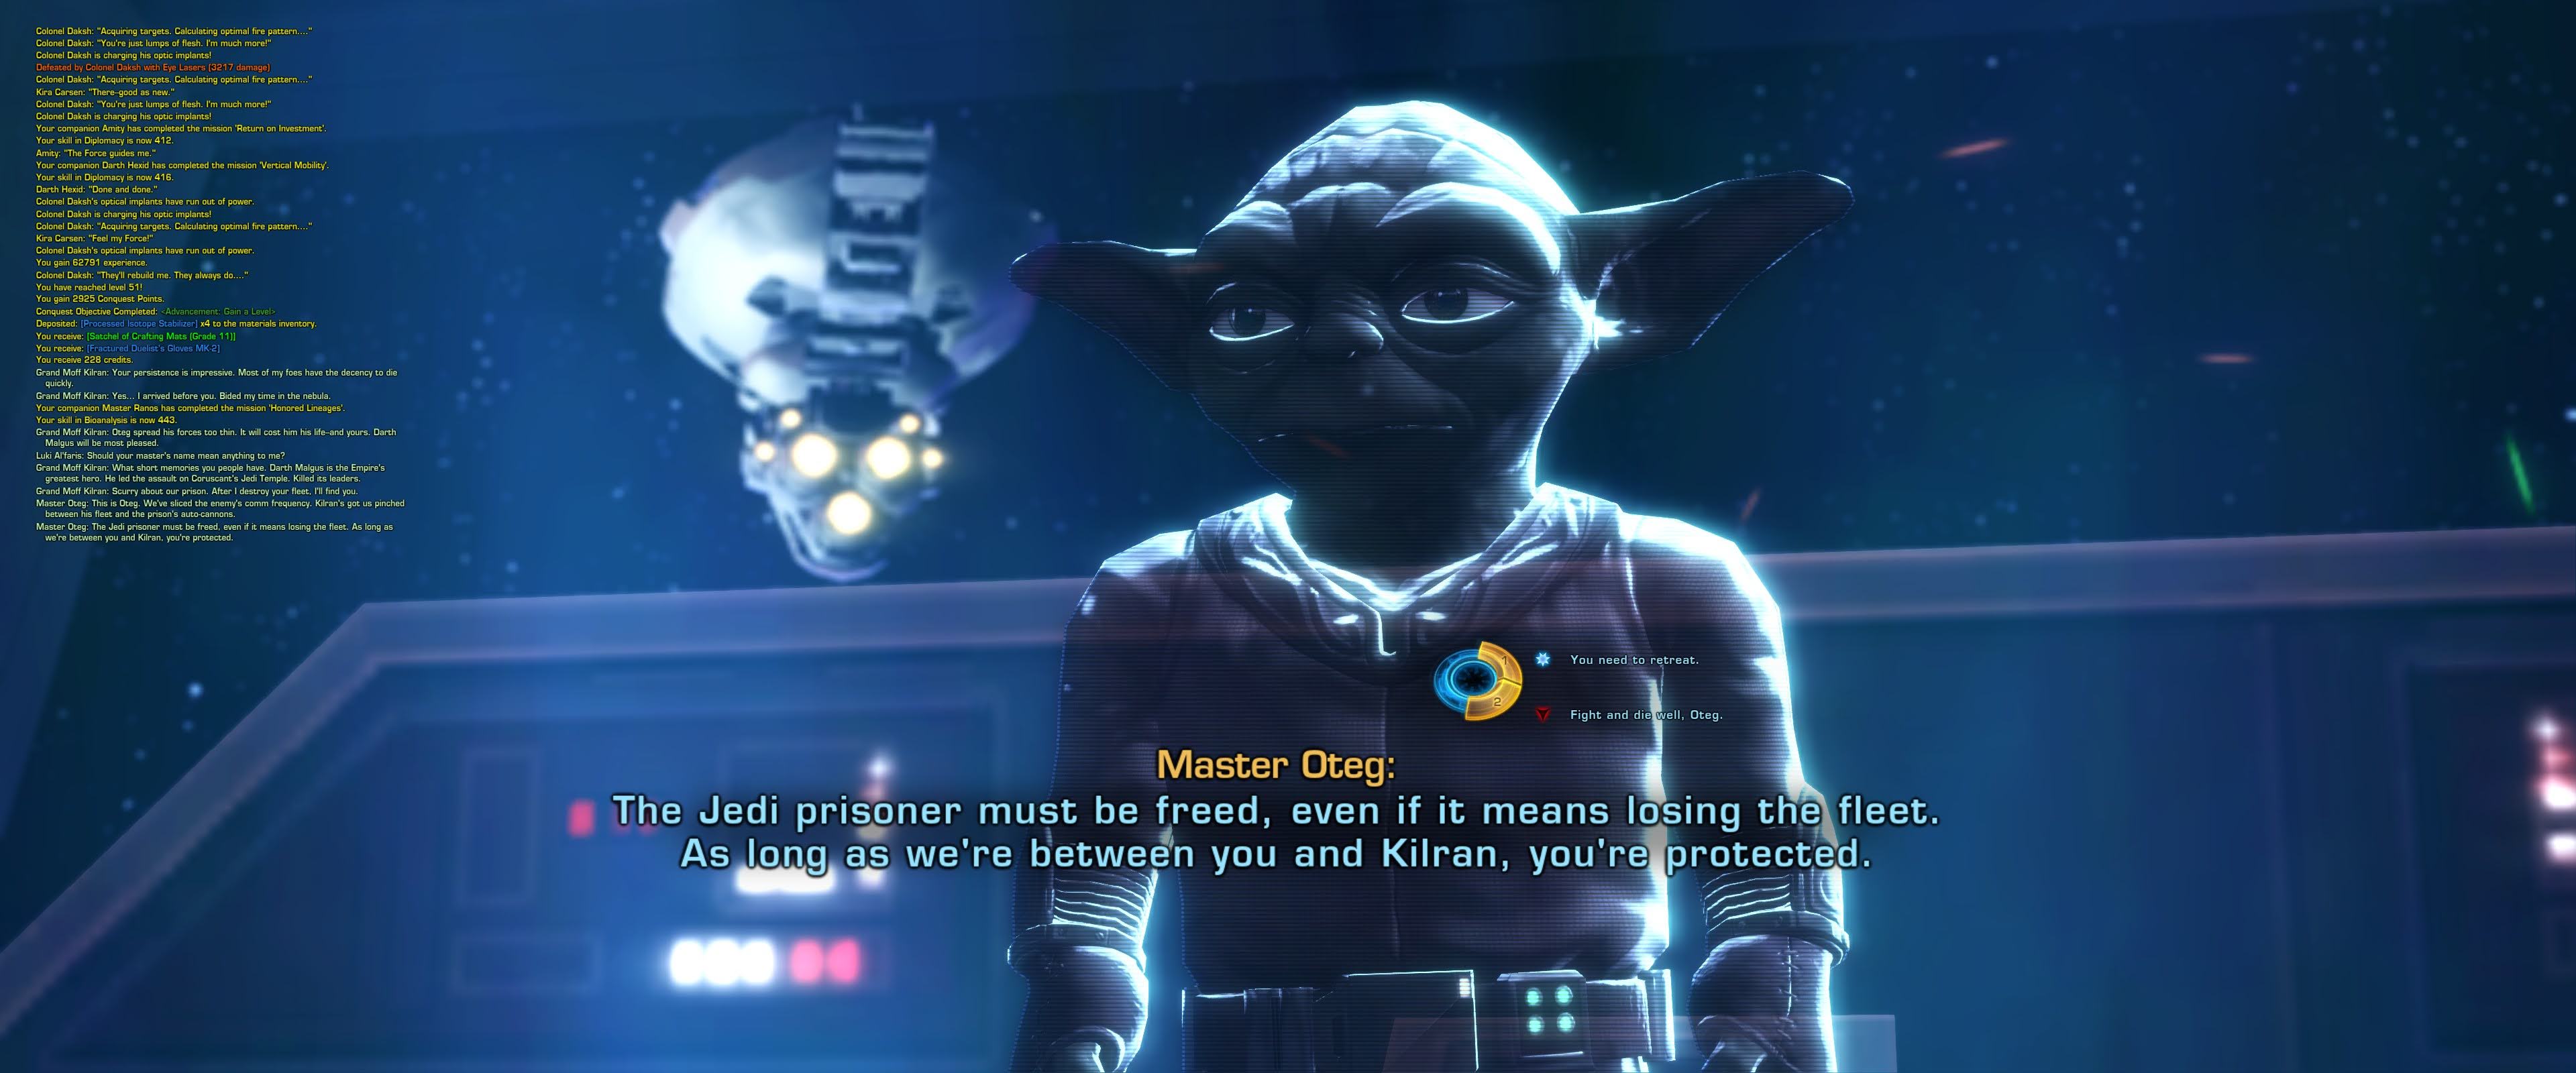 Colonel Daksh: "Acquiring targets. Calculating optimal fire pattern...."
Colonel Daksh: "You're just lumps of flesh. I'm much more!"
Colonel Daksh is charging his optic implants!
Defeated by Colonel Daksh with Eye Lasers (3217 damage)
Colonel Daksh: "Acquiring targets. Calculating optimal fire pattern...."
Kira Carsen: "There–good as new."
Colonel Daksh: "You're just lumps of flesh. I'm much more!"
Colonel Daksh is charging his optic implants!
Your companion Amity has completed the mission 'Return on Investment'.
Your skill in Diplomacy is now 412.
Amity: "The Force guides me."
Your companion Darth Hexid has completed the mission 'Vertical Mobility'.
Your skill in Diplomacy is now 416.
Darth Hexid: "Done and done."
Colonel Daksh's optical implants have run out of power.
Colonel Daksh is charging his optic implants!
Colonel Daksh: "Acquiring targets. Calculating optimal fire pattern...."
Kira Carsen: "Feel my Force!"
Colonel Daksh's optical implants have run out of power.
You gain 62791 experience.
Colonel Daksh: "They'll rebuild me. They always do...."
You have reached level 51!
You gain 2925 Conquest Points.
Conquest Objective Completed: <Advancement: Gain a Level>
Deposited: [Processed Isotope Stabilizer] x4 to the materials inventory.
You receive: [Satchel of Crafting Mats (Grade 11)]
You receive: [Fractured Duelist's Gloves MK-2]
You receive 228 credits.
Grand Moff Kilran: Your persistence is impressive. Most of my foes have the decency to die
quickly.
Grand Moff Kilran: Yes... I arrived before you. Bided my time in the nebula.
Your companion Master Ranos has completed the mission 'Honored Lineages'.
Your skill in Bioanalysis is now 443.
Grand Moff Kilran: Oteg spread his forces too thin. It will cost him his life–and yours. Darth
Malgus will be most pleased.
Luki Al'faris: Should your master's name mean anything to me?
Grand Moff Kilran: What short memories you people have. Darth Malgus is the Empire's
greatest hero. He led the assault on Coruscant's Jedi Temple. Killed its leaders.
Grand Moff Kilran: Scurry about our prison. After I destroy your fleet, I'll find you.
Master Oteg: This is Oteg. We've sliced the enemy's comm frequency. Kilran's got us pinched
between his fleet and the prison's auto-cannons.
Master Oteg: The Jedi prisoner must be freed, even if it means losing the fleet. As long as
we're between you and Kilran, you're protected.
1
You need to retreat.
2
Fight and die well, Oteg.
Master Oteg:
The Jedi prisoner must be freed, even if it means losing the fleet.
As long as we're between you and Kilran, you're protected.